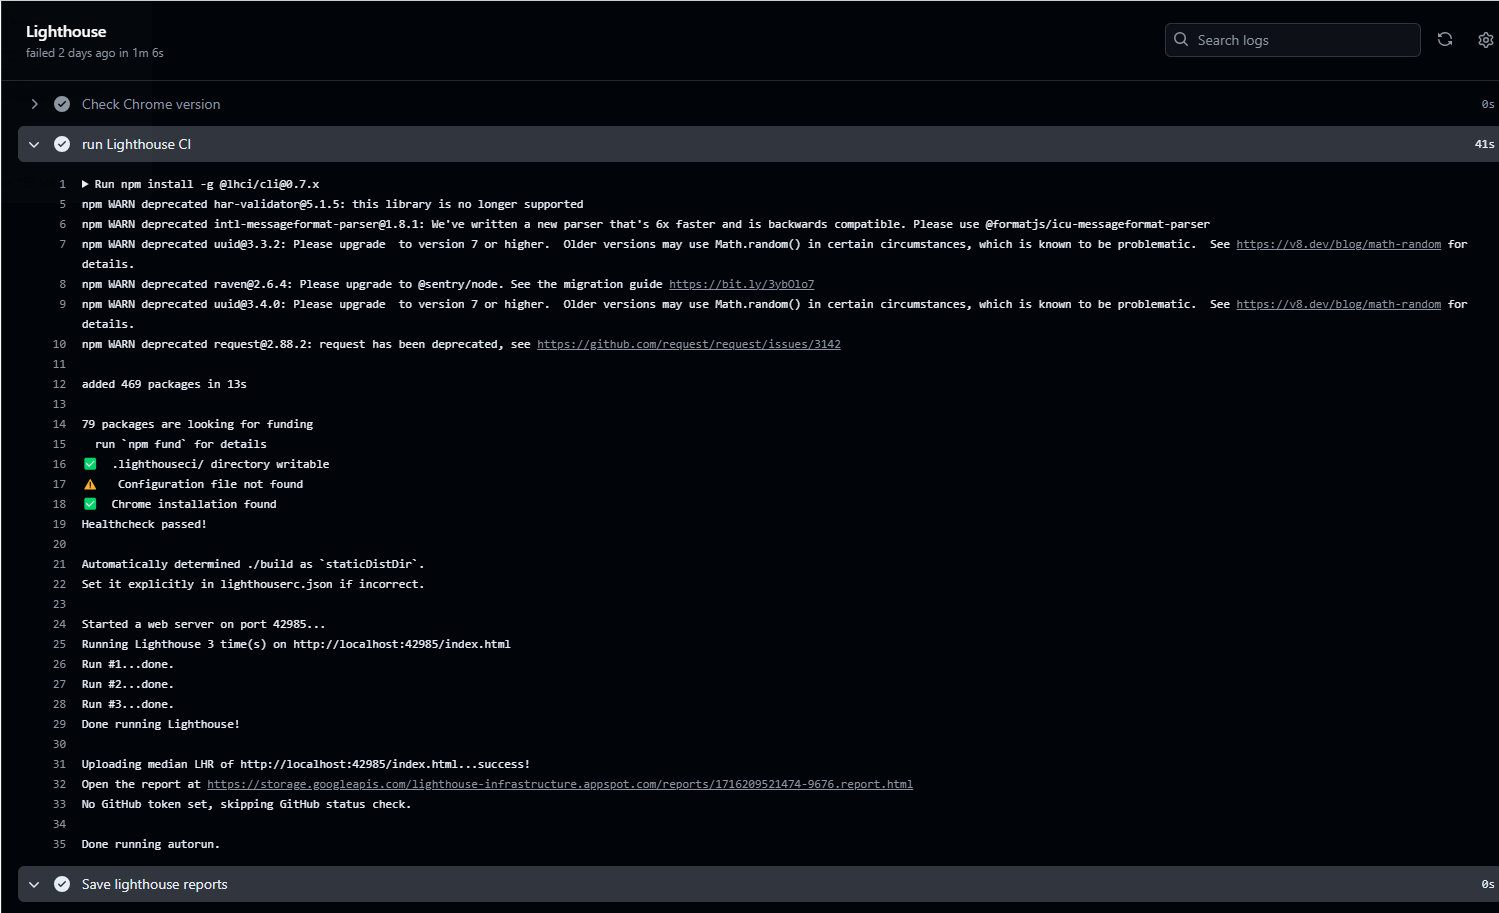 Lighthouse
failed 2 days ago in 1m 6s
Search logs
Check Chrome version 0s
run Lighthouse CI 41s
1 Run npm install -g @lhci/cli@0.7.x
5 npm WARN deprecated har-validator@5.1.5: this library is no longer supported
6 npm WARN deprecated intl-messageformat-parser@1.8.1: We've written a new parser that's 6x faster and is backwards compatible. Please use @formatjs/icu-messageformat-parser
7 npm WARN deprecated uuid@3.3.2: Please upgrade  to version 7 or higher.  Older versions may use Math.random() in certain circumstances, which is known to be problematic.  See https://v8.dev/blog/math-random for
details.
8 npm WARN deprecated raven@2.6.4: Please upgrade to @sentry/node. See the migration guide https://bit.ly/3ybOlo7
9 npm WARN deprecated uuid@3.4.0: Please upgrade  to version 7 or higher.  Older versions may use Math.random() in certain circumstances, which is known to be problematic.  See https://v8.dev/blog/math-random for
details.
10 npm WARN deprecated request@2.88.2: request has been deprecated, see https://github.com/request/request/issues/3142
11
12 added 469 packages in 13s
13
14 79 packages are looking for funding
15   run `npm fund` for details
16 ✅  .lighthouseci/ directory writable
17 ⚠️   Configuration file not found
18 ✅  Chrome installation found
19 Healthcheck passed!
20
21 Automatically determined ./build as `staticDistDir`.
22 Set it explicitly in lighthouserc.json if incorrect.
23
24 Started a web server on port 42985...
25 Running Lighthouse 3 time(s) on http://localhost:42985/index.html
26 Run #1...done.
27 Run #2...done.
28 Run #3...done.
29 Done running Lighthouse!
30
31 Uploading median LHR of http://localhost:42985/index.html...success!
32 Open the report at https://storage.googleapis.com/lighthouse-infrastructure.appspot.com/reports/1716209521474-9676.report.html
33 No GitHub token set, skipping GitHub status check.
34
35 Done running autorun.
Save lighthouse reports 0s